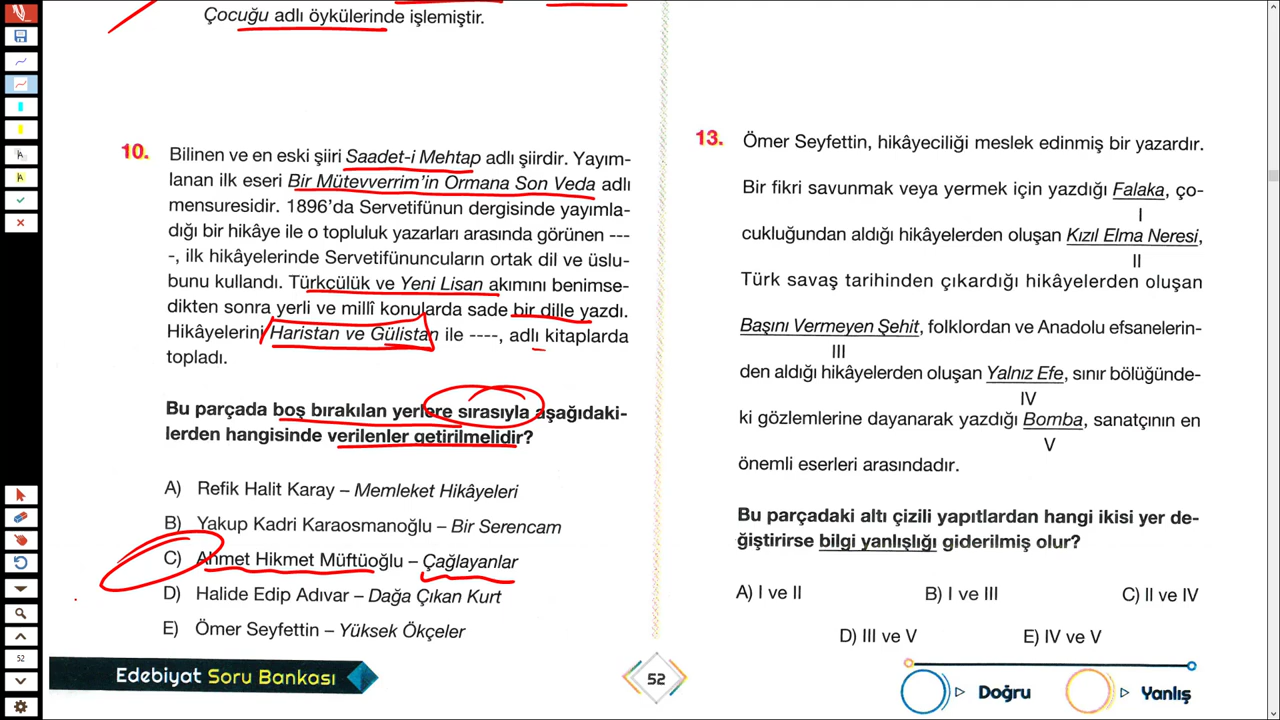 Çocuğu adlı öykülerinde işlemiştir.
10. Bilinen ve en eski şiiri Saadet-i Mehtap adlı şiirdir. Yayım-
lanan ilk eseri Bir Mütevverrim'in Ormana Son Veda adlı
mensuresidir. 1896'da Servetifünun dergisinde yayımla-
dığı bir hikâye ile o topluluk yazarları arasında görünen ---
-, ilk hikâyelerinde Servetifünuncuların ortak dil ve üslu-
bunu kullandı. Türkçülük ve Yeni Lisan akımını benimse-
dikten sonra yerli ve millî konularda sade bir dille yazdı.
Hikâyelerini Haristan ve Gülistan ile ----, adlı kitaplarda
topladı.
Bu parçada boş bırakılan yerlere sırasıyla aşağıdaki-
lerden hangisinde verilenler getirilmelidir?
A) Refik Halit Karay – Memleket Hikâyeleri
B) Yakup Kadri Karaosmanoğlu – Bir Serencam
C) Ahmet Hikmet Müftüoğlu – Çağlayanlar
D) Halide Edip Adıvar – Dağa Çıkan Kurt
E) Ömer Seyfettin – Yüksek Ökçeler
13. Ömer Seyfettin, hikâyeciliği meslek edinmiş bir yazardır.
Bir fikri savunmak veya yermek için yazdığı Falaka, ço-
I
cukluğundan aldığı hikâyelerden oluşan Kızıl Elma Neresi,
II
Türk savaş tarihinden çıkardığı hikâyelerden oluşan
Başını Vermeyen Şehit, folklordan ve Anadolu efsanelerin-
III
den aldığı hikâyelerden oluşan Yalnız Efe, sınır bölüğünde-
IV
ki gözlemlerine dayanarak yazdığı Bomba, sanatçının en
V
önemli eserleri arasındadır.
Bu parçadaki altı çizili yapıtlardan hangi ikisi yer de-
ğiştirirse bilgi yanlışlığı giderilmiş olur?
A) I ve II B) I ve III C) II ve IV
D) III ve V E) IV ve V
Edebiyat Soru Bankası
52
Doğru Yanlış
52